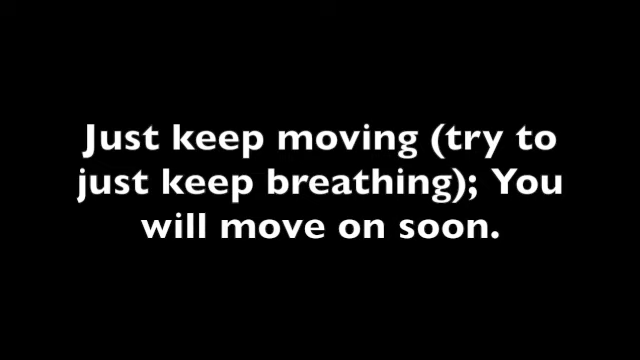 Just keep moving (try to
just keep breathing); You
will move on soon.